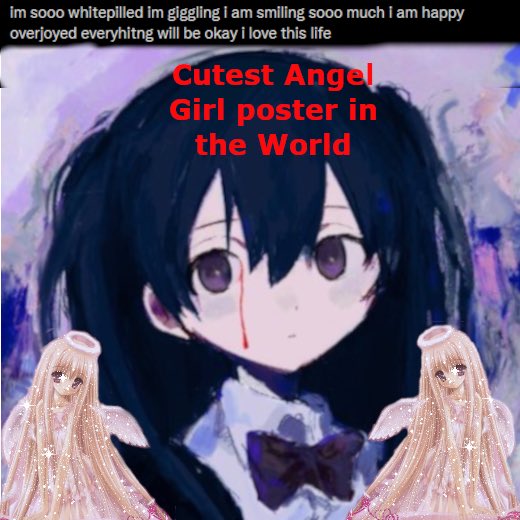 im sooo whitepilled im giggling i am smiling sooo much i am happy
overjoyed everyhitng will be okay i love this life
Cutest Angel
Girl poster in
the World